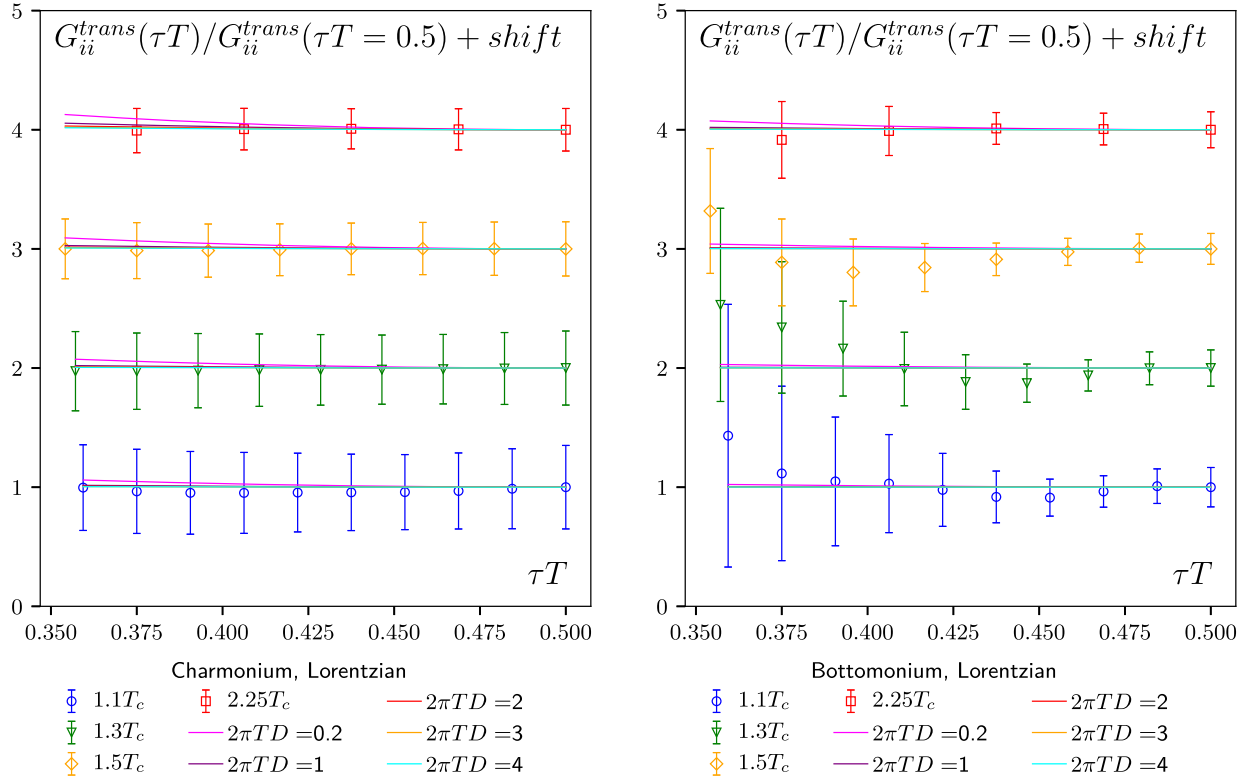 G_{ii}^{trans}(τT)/G_{ii}^{trans}(τT = 0.5) + shift
5
4
3
2
1
0
τT
0.350 0.375 0.400 0.425 0.450 0.475 0.500
Charmonium, Lorentzian
1.1T_c 2.25T_c 2πTD =2
1.3T_c 2πTD =0.2 2πTD =3
1.5T_c 2πTD =1 2πTD =4
G_{ii}^{trans}(τT)/G_{ii}^{trans}(τT = 0.5) + shift
5
4
3
2
1
0
τT
0.350 0.375 0.400 0.425 0.450 0.475 0.500
Bottomonium, Lorentzian
1.1T_c 2.25T_c 2πTD =2
1.3T_c 2πTD =0.2 2πTD =3
1.5T_c 2πTD =1 2πTD =4